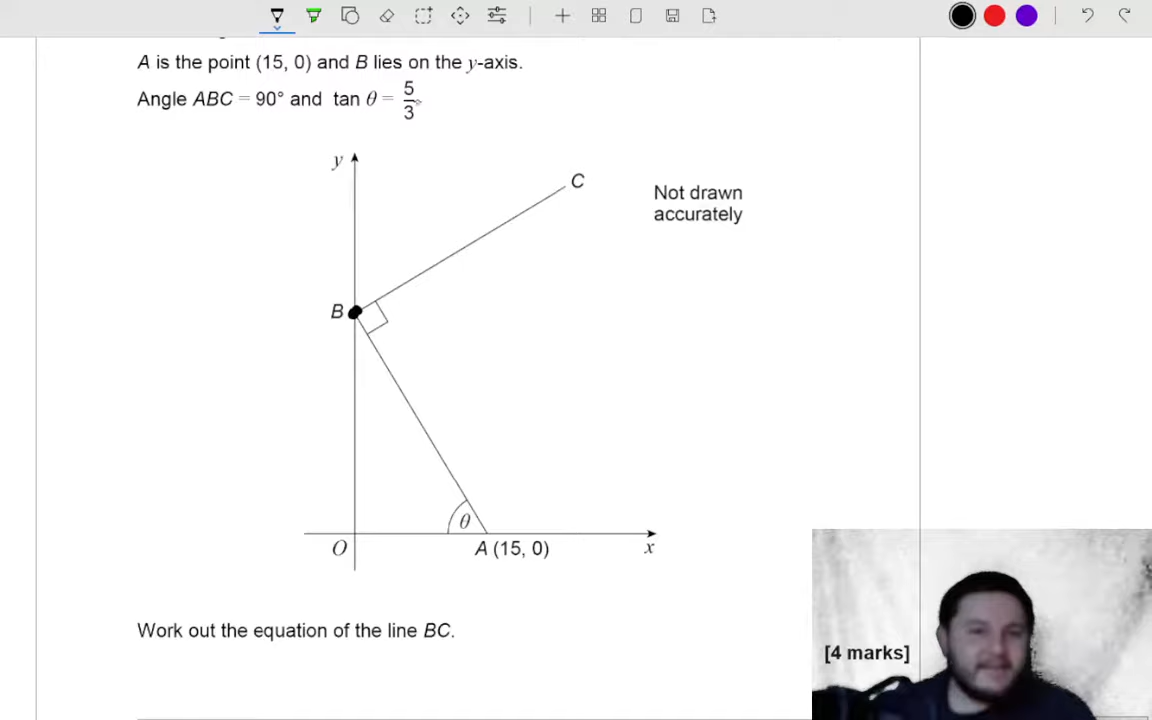 A is the point (15, 0) and B lies on the y-axis.
Angle ABC = 90° and tan θ = 5/3
y
C
Not drawn
accurately
B
θ
O
A (15, 0)
x
Work out the equation of the line BC.
[4 marks]